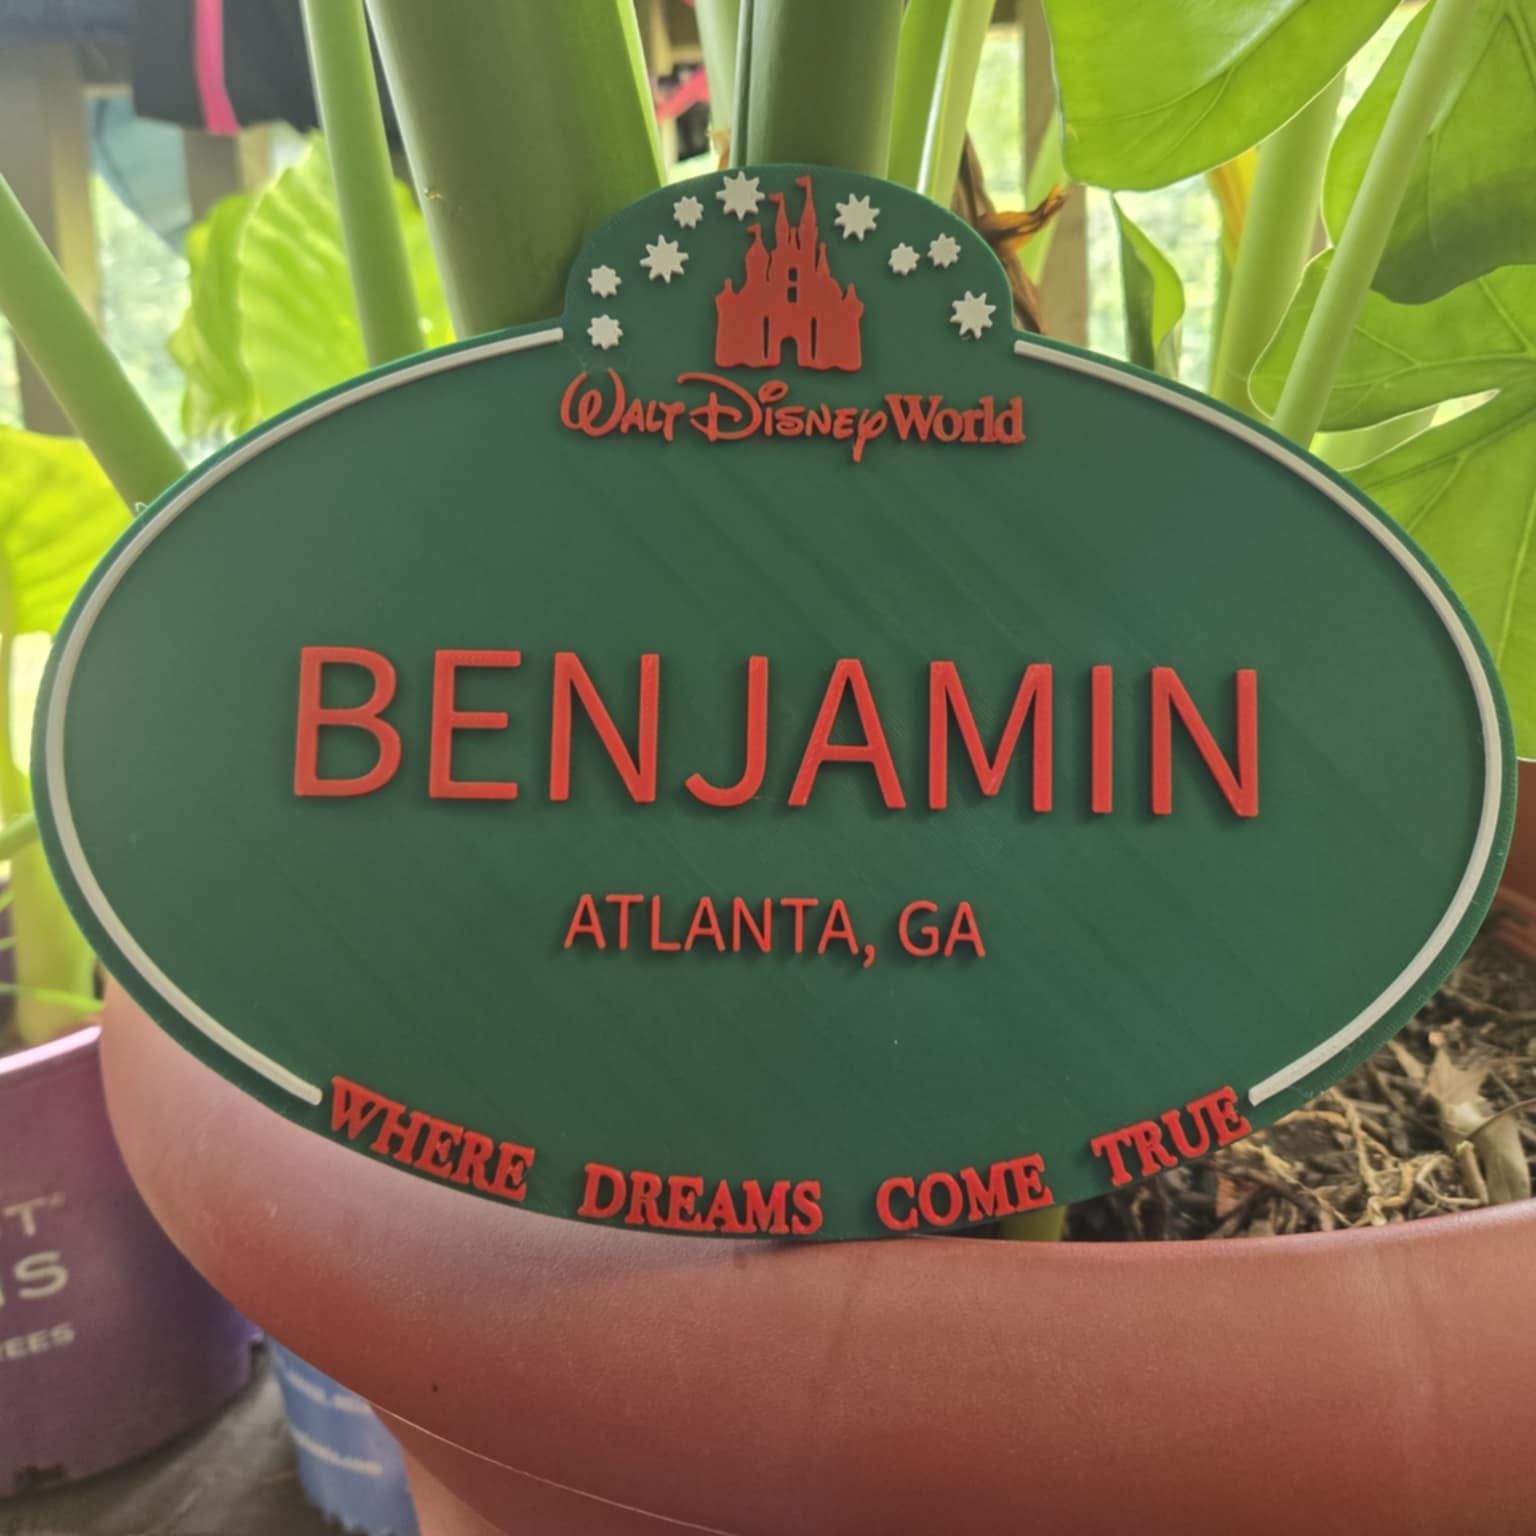 Walt Disney World
BENJAMIN
ATLANTA, GA
WHERE DREAMS COME TRUE